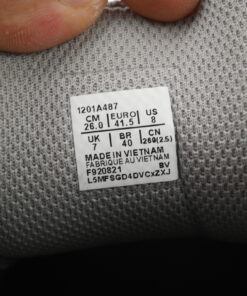 1201A487
CM EURO US
26.0 41.5 8
UK BR CN
7 40 260(2.5)
MADE IN VIETNAM
FABRIQUE AU VIETNAM
F920821 BV
L5MFSGD4DVCxZXJ